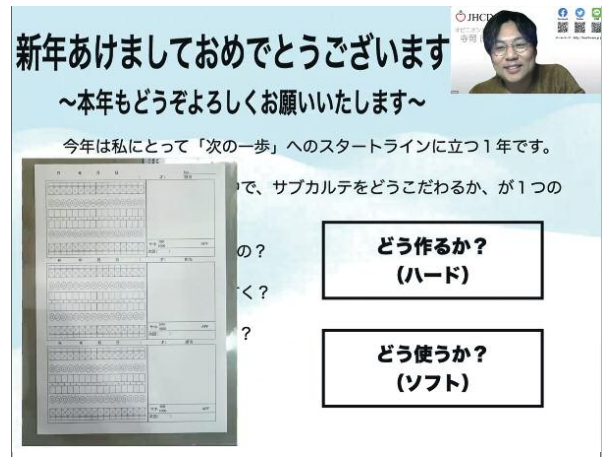 JHCD
新年あけましておめでとうございます
～本年もどうぞよろしくお願いいたします～
今年は私にとって「次の一歩」へのスタートラインに立つ１年です。
で、サブカルテをどうこだわるか、が１つの
の？
く？
？
どう作るか？
（ハード）
どう使うか？
（ソフト）